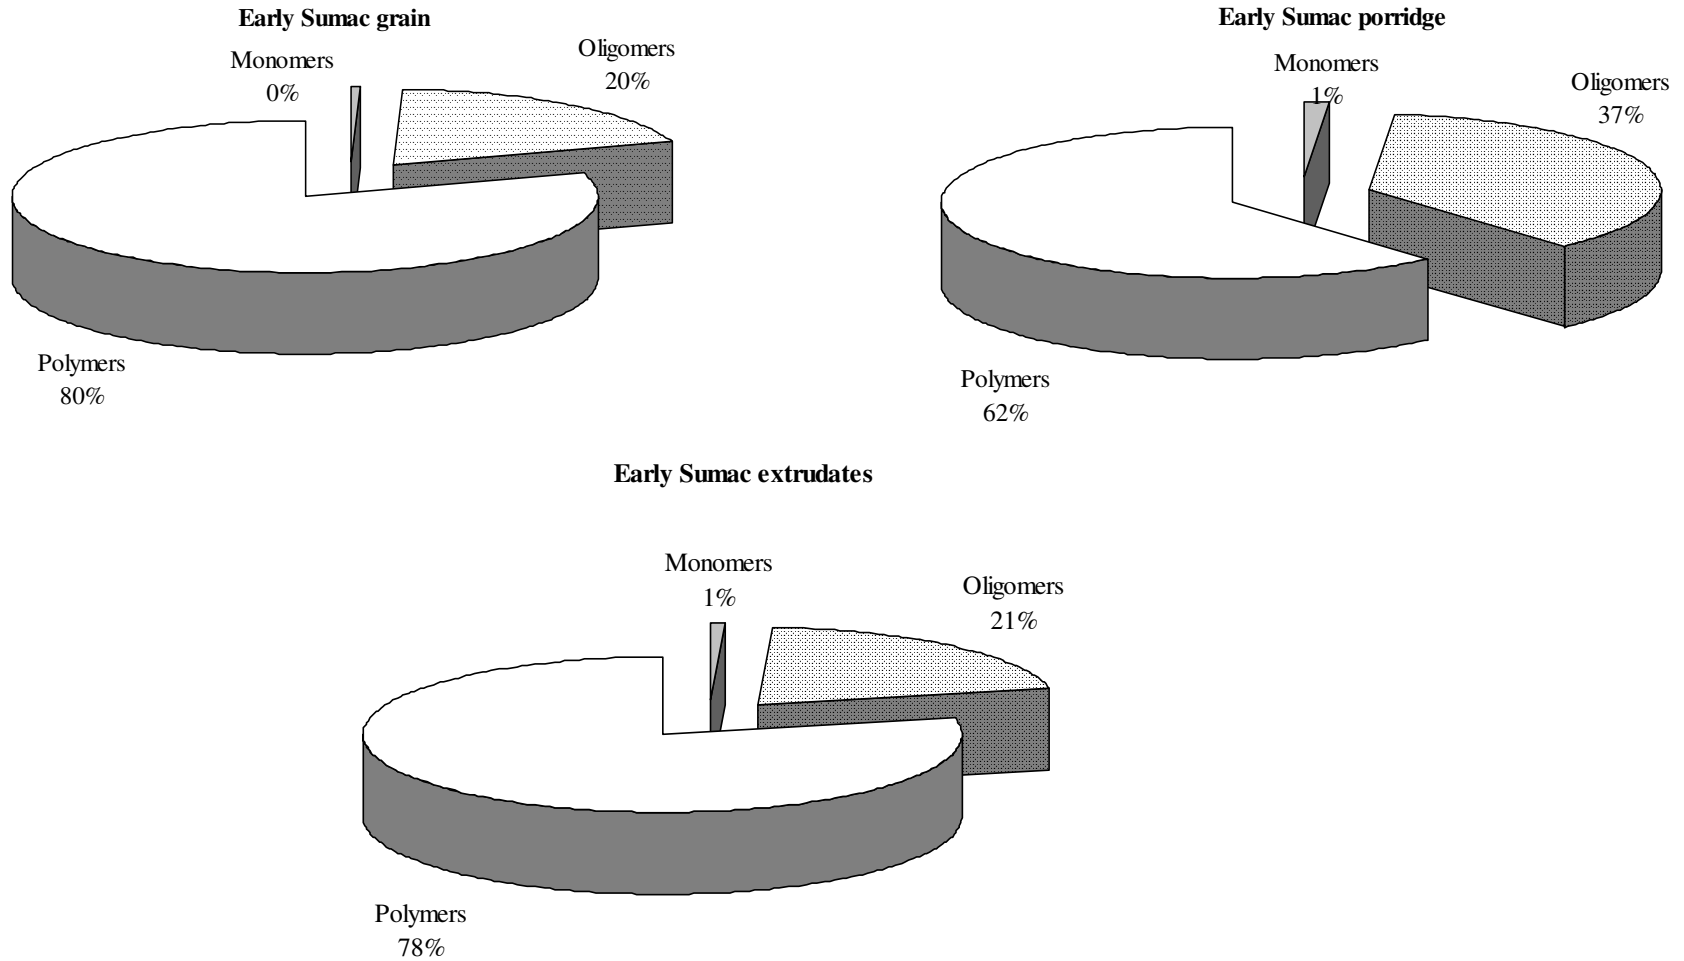 Early Sumac grain
Monomers
0%
Oligomers
20%
Polymers
80%
Early Sumac porridge
Monomers
1%
Oligomers
37%
Polymers
62%
Early Sumac extrudates
Monomers
1%
Oligomers
21%
Polymers
78%